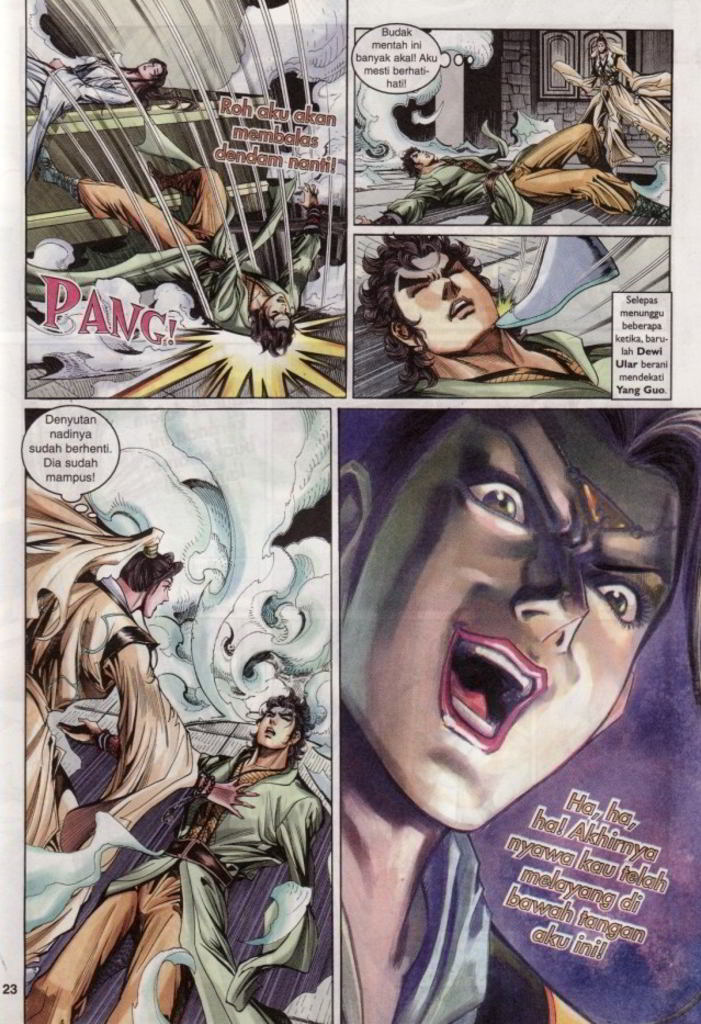 Roh aku akan
membalas
dendam nanti!
PANG!
Budak
mentah ini
banyak akal! Aku
mesti berhati-
hati!
Selepas
menunggu
beberapa
ketika, baru-
lah Dewi
Ular berani
mendekati
Yang Guo.
Denyutan
nadinya
sudah berhenti.
Dia sudah
mampus!
Ha, ha,
ha! Akhirnya
nyawa kau telah
melayang di
bawah tangan
aku ini!
23